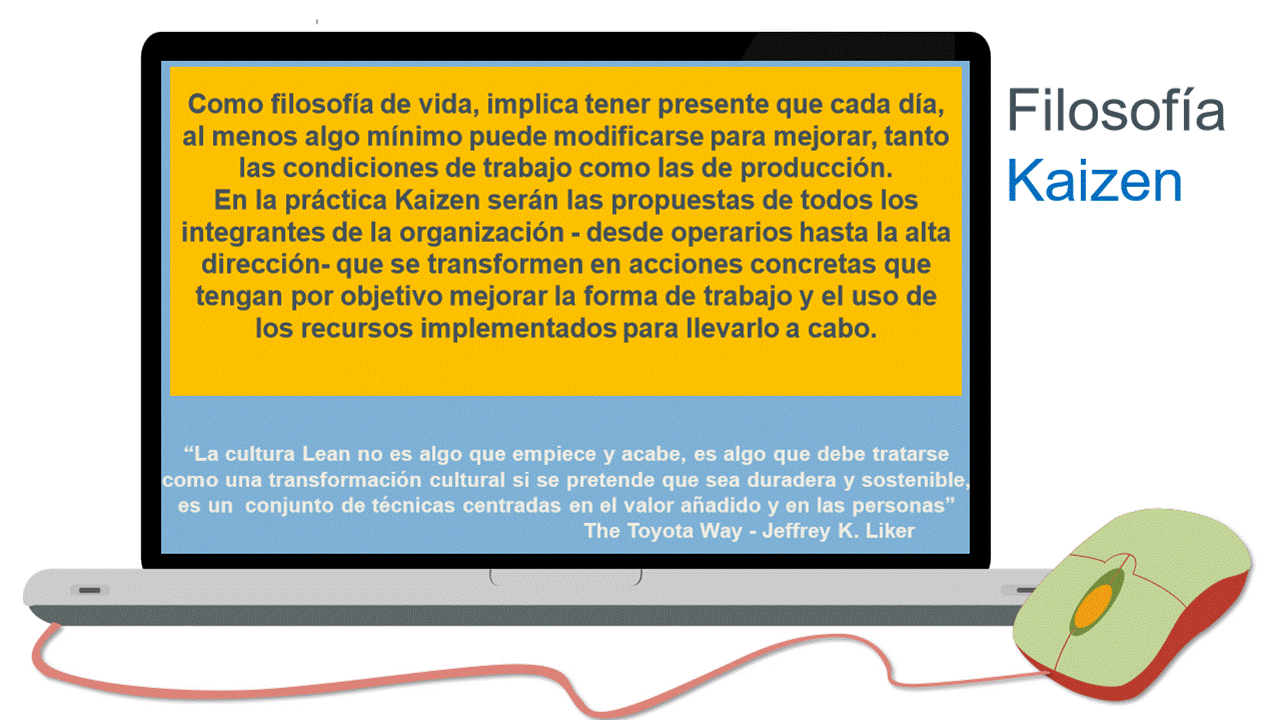 Como filosofía de vida, implica tener presente que cada día,
al menos algo mínimo puede modificarse para mejorar, tanto
las condiciones de trabajo como las de producción.
En la práctica Kaizen serán las propuestas de todos los
integrantes de la organización - desde operarios hasta la alta
dirección- que se transformen en acciones concretas que
tengan por objetivo mejorar la forma de trabajo y el uso de
los recursos implementados para llevarlo a cabo.
“La cultura Lean no es algo que empiece y acabe, es algo que debe tratarse
como una transformación cultural si se pretende que sea duradera y sostenible,
es un conjunto de técnicas centradas en el valor añadido y en las personas”
The Toyota Way - Jeffrey K. Liker
Filosofía
Kaizen